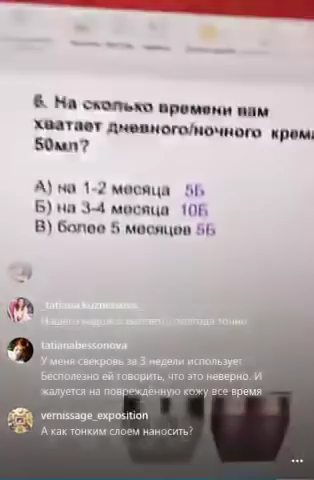 6. На сколько времени вам
хватает дневного/ночного крема
50мл?
А) на 1-2 месяца 5Б
Б) на 3-4 месяца 10Б
В) более 5 месяцев 5Б
tatianabessonova
У меня свекровь за 3 недели использует.
Бесполезно ей говорить, что это неверно. И
жалуется на повреждённую кожу все время
vernissage_exposition
А как тонким слоем наносить?